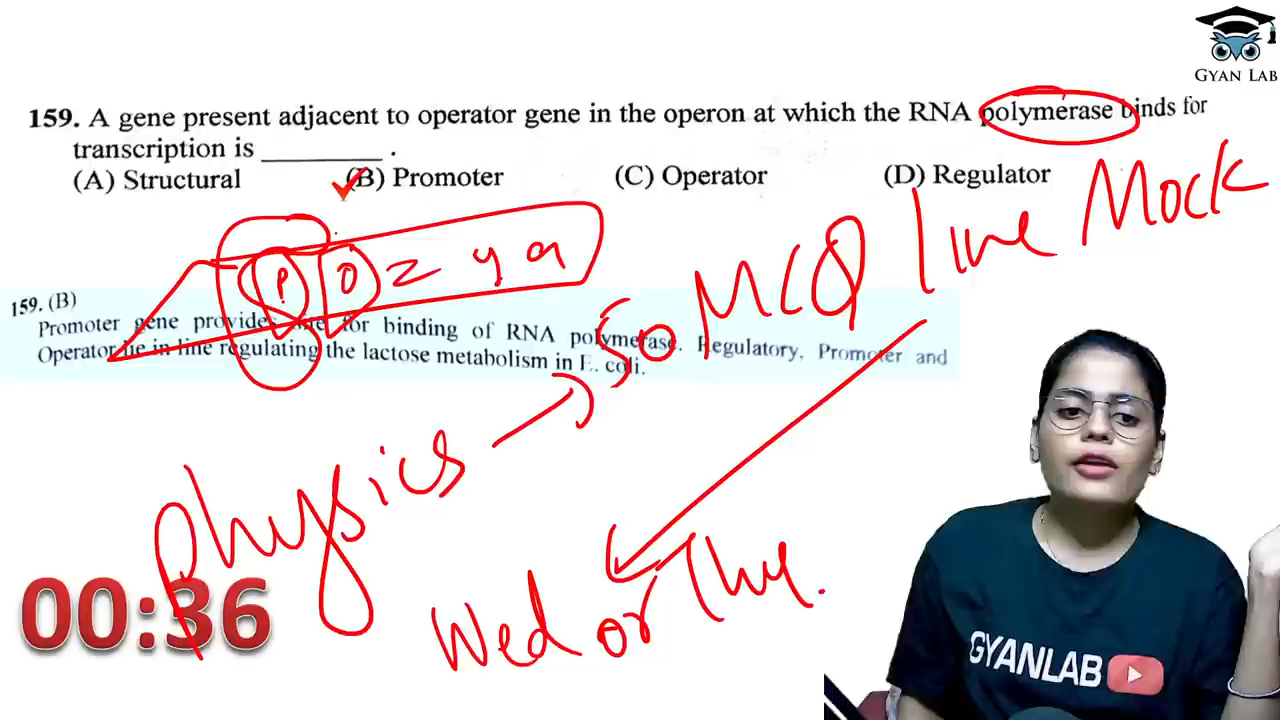 GYAN LAB
159. A gene present adjacent to operator gene in the operon at which the RNA polymerase binds for
transcription is ________ .
(A) Structural (B) Promoter (C) Operator (D) Regulator
P O z y a
159. (B)
Promoter gene provides site for binding of RNA polymerase. Regulatory, Promoter and
Operator lie in line regulating the lactose metabolism in E. coli.
Physics → 50 MCQ line Mock
Wed or Thu.
00:36
GYANLAB